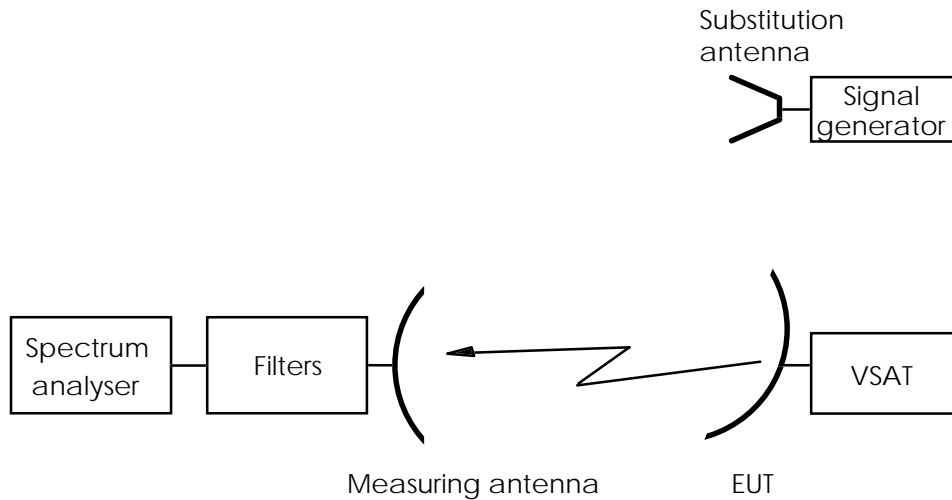 Substitution
antenna
Signal
generator
Spectrum
analyser
Filters
VSAT
Measuring antenna
EUT